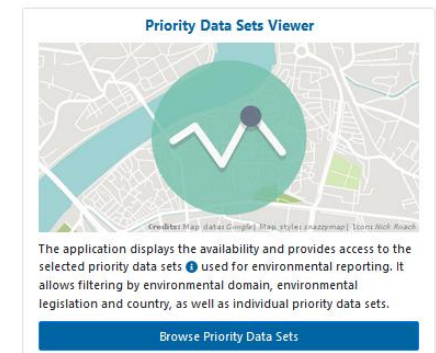 Priority Data Sets Viewer
Credits: Map data: Google| Map style: snazzymap| Icon: Nick Roach
The application displays the availability and provides access to the
selected priority data sets i used for environmental reporting. It
allows filtering by environmental domain, environmental
legislation and country, as well as individual priority data sets.
Browse Priority Data Sets